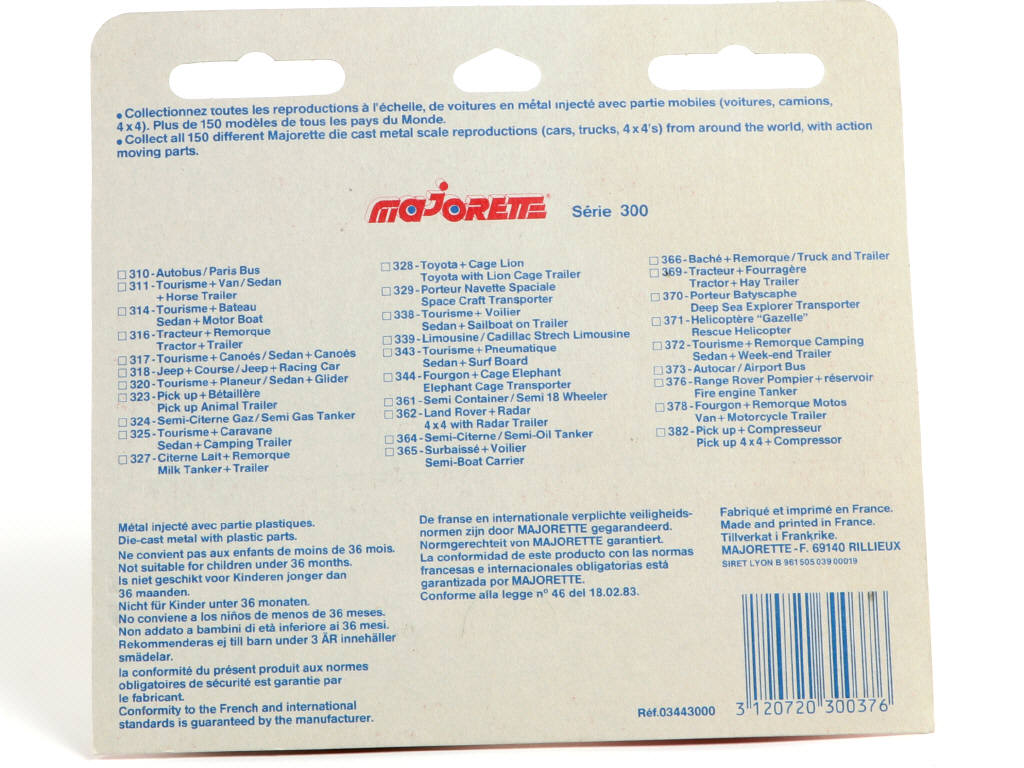 • Collectionnez toutes les reproductions à l'échelle, de voitures en métal injecté avec partie mobiles (voitures, camions,
4x4). Plus de 150 modèles de tous les pays du Monde.
• Collect all 150 different Majorette die cast metal scale reproductions (cars, trucks, 4x4's) from around the world, with action
moving parts.
MAJORETTE® Série 300
310-Autobus/Paris Bus
311-Tourisme+Van/Sedan
+Horse Trailer
314-Tourisme+Bateau
Sedan+Motor Boat
316-Tracteur+Remorque
Tractor+Trailer
317-Tourisme+Canoés/Sedan+Canoés
318-Jeep+Course/Jeep+Racing Car
320-Tourisme+Planeur/Sedan+Glider
323-Pick up+Bétaillère
Pick up Animal Trailer
324-Semi-Citerne Gaz/Semi Gas Tanker
325-Tourisme+Caravane
Sedan+Camping Trailer
327-Citerne Lait+Remorque
Milk Tanker+Trailer
328-Toyota+Cage Lion
Toyota with Lion Cage Trailer
329-Porteur Navette Spaciale
Space Craft Transporter
338-Tourisme+Voilier
Sedan+Sailboat on Trailer
339-Limousine/Cadillac Strech Limousine
343-Tourisme+Pneumatique
Sedan+Surf Board
344-Fourgon+Cage Elephant
Elephant Cage Transporter
361-Semi Container/Semi 18 Wheeler
362-Land Rover+Radar
4x4 with Radar Trailer
364-Semi-Citerne/Semi-Oil Tanker
365-Surbaissé+Voilier
Semi-Boat Carrier
366-Baché+Remorque/Truck and Trailer
369-Tracteur+Fourragère
Tractor+Hay Trailer
370-Porteur Batyscaphe
Deep Sea Explorer Transporter
371-Helicoptère "Gazelle"
Rescue Helicopter
372-Tourisme+Remorque Camping
Sedan+Week-end Trailer
373-Autocar/Airport Bus
376-Range Rover Pompier+réservoir
Fire engine Tanker
378-Fourgon+Remorque Motos
Van+Motorcycle Trailer
382-Pick up+Compresseur
Pick up 4x4+Compressor
Métal injecté avec partie plastiques.
Die-cast metal with plastic parts.
Ne convient pas aux enfants de moins de 36 mois.
Not suitable for children under 36 months.
Is niet geschikt voor Kinderen jonger dan
36 maanden.
Nicht für Kinder unter 36 monaten.
No conviene a los niños de menos de 36 meses.
Non addato a bambini di età inferiore ai 36 mesi.
Rekommenderas ej till barn under 3 ÅR innehäller
smädelar.
la conformité du présent produit aux normes
obligatoires de sécurité est garantie par
le fabricant.
Conformity to the French and international
standards is guaranteed by the manufacturer.
De franse en internationale verplichte veiligheids-
normen zijn door MAJORETTE gegarandeerd.
Normgerechteit von MAJORETTE garantiert.
La conformidad de este producto con las normas
francesas e internacionales obligatorias está
garantizada por MAJORETTE.
Conforme alla legge n° 46 del 18.02.83.
Fabriqué et imprimé en France.
Made and printed in France.
Tillverkat i Frankrike.
MAJORETTE-F. 69140 RILLIEUX
SIRET LYON B 961 505 039 00019
Réf.03443000
3 120720 300376